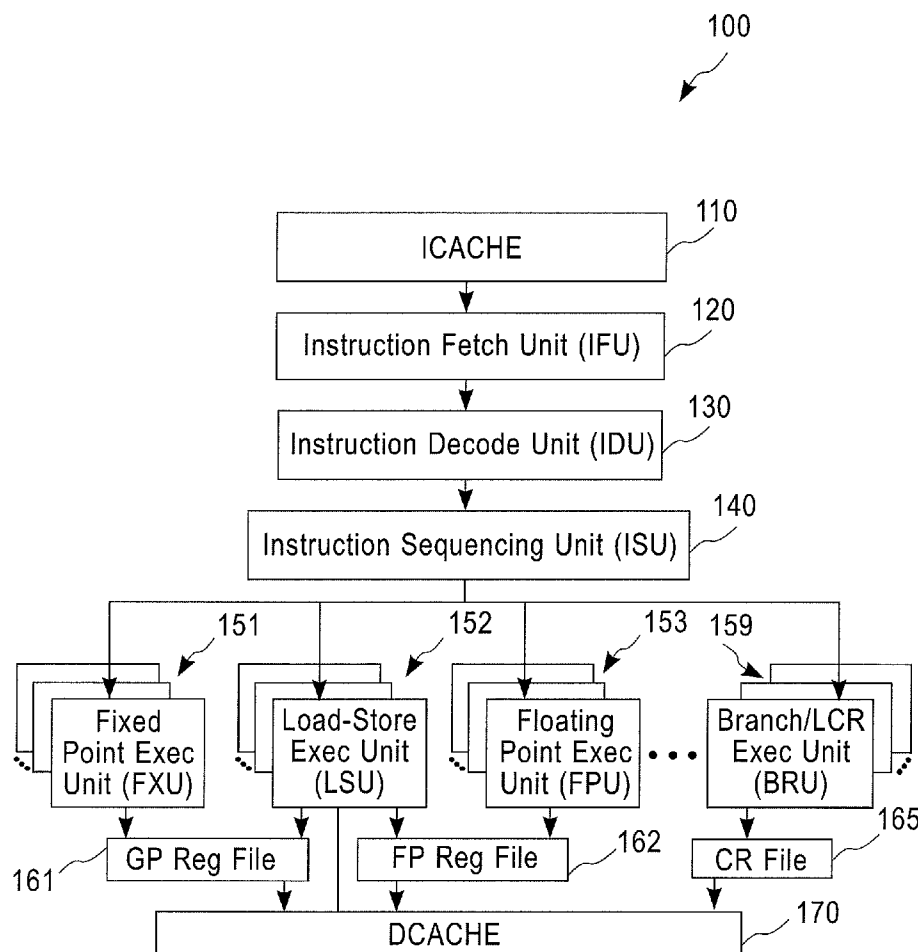 100
110
ICACHE
120
Instruction Fetch Unit (IFU)
130
Instruction Decode Unit (IDU)
140
Instruction Sequencing Unit (ISU)
151
152
153
159
Fixed
Point Exec
Unit (FXU)
Load-Store
Exec Unit
(LSU)
Floating
Point Exec
Unit (FPU)
Branch/LCR
Exec Unit
(BRU)
161
GP Reg File
FP Reg File
162
CR File
165
DCACHE
170